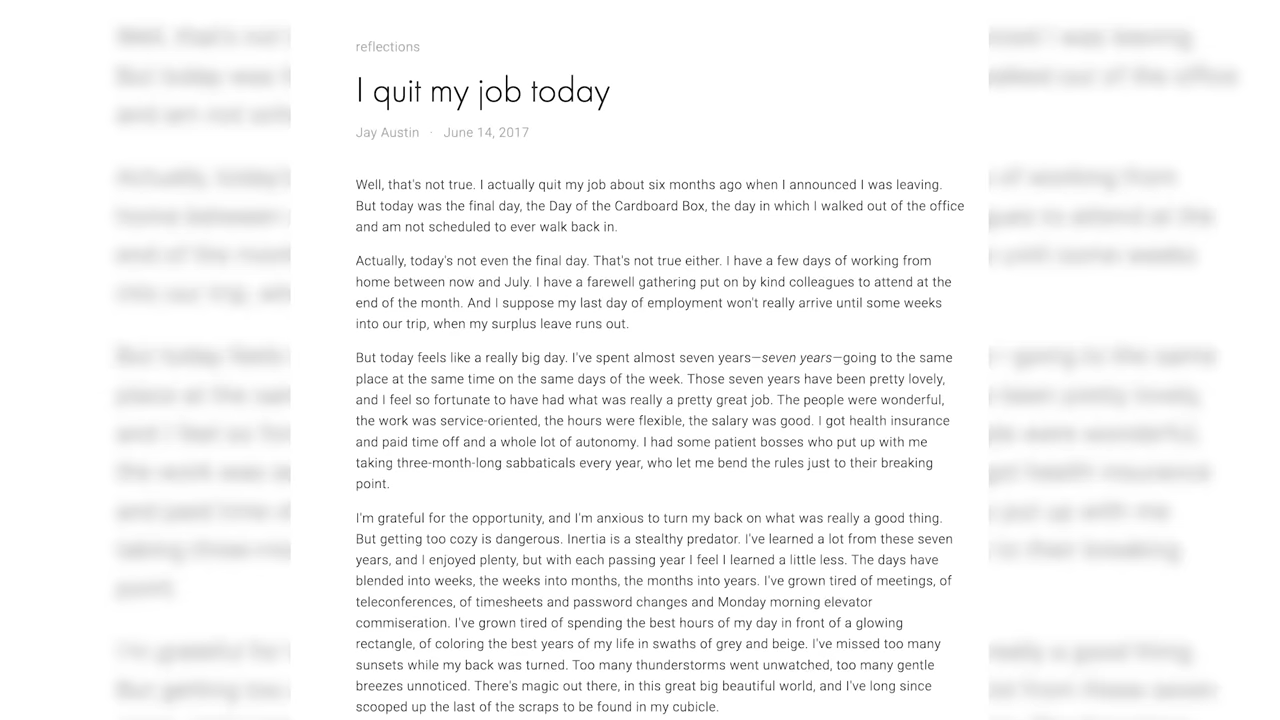 reflections
I quit my job today
Jay Austin · June 14, 2017
Well, that's not true. I actually quit my job about six months ago when I announced I was leaving.
But today was the final day, the Day of the Cardboard Box, the day in which I walked out of the office
and am not scheduled to ever walk back in.
Actually, today's not even the final day. That's not true either. I have a few days of working from
home between now and July. I have a farewell gathering put on by kind colleagues to attend at the
end of the month. And I suppose my last day of employment won't really arrive until some weeks
into our trip, when my surplus leave runs out.
But today feels like a really big day. I've spent almost seven years—seven years—going to the same
place at the same time on the same days of the week. Those seven years have been pretty lovely,
and I feel so fortunate to have had what was really a pretty great job. The people were wonderful,
the work was service-oriented, the hours were flexible, the salary was good. I got health insurance
and paid time off and a whole lot of autonomy. I had some patient bosses who put up with me
taking three-month-long sabbaticals every year, who let me bend the rules just to their breaking
point.
I'm grateful for the opportunity, and I'm anxious to turn my back on what was really a good thing.
But getting too cozy is dangerous. Inertia is a stealthy predator. I've learned a lot from these seven
years, and I enjoyed plenty, but with each passing year I feel I learned a little less. The days have
blended into weeks, the weeks into months, the months into years. I've grown tired of meetings, of
teleconferences, of timesheets and password changes and Monday morning elevator
commiseration. I've grown tired of spending the best hours of my day in front of a glowing
rectangle, of coloring the best years of my life in swaths of grey and beige. I've missed too many
sunsets while my back was turned. Too many thunderstorms went unwatched, too many gentle
breezes unnoticed. There's magic out there, in this great big beautiful world, and I've long since
scooped up the last of the scraps to be found in my cubicle.